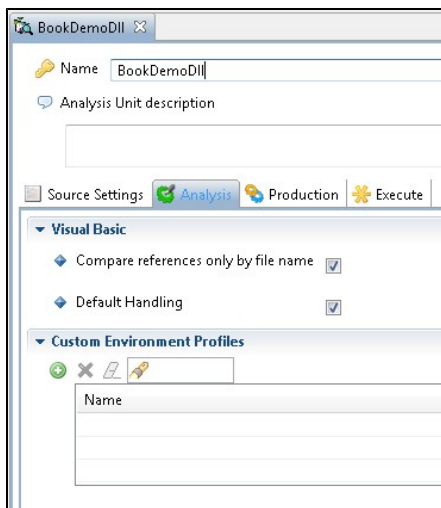 BookDemoDll
Name BookDemoDll
Analysis Unit description
Source Settings Analysis Production Execute
Visual Basic
Compare references only by file name
Default Handling
Custom Environment Profiles
Name